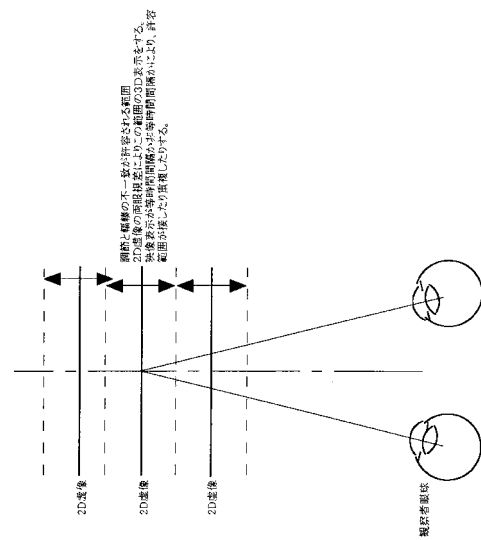 調節と輻輳の不一致が許容される範囲
2D虚像の両眼視差によりこの範囲の3D表示をする。
映像表示が等時間間隔か非等時間間隔かにより、許容
範囲が接したり重複したりする。
2D虚像
2D虚像
2D虚像
観察者眼球